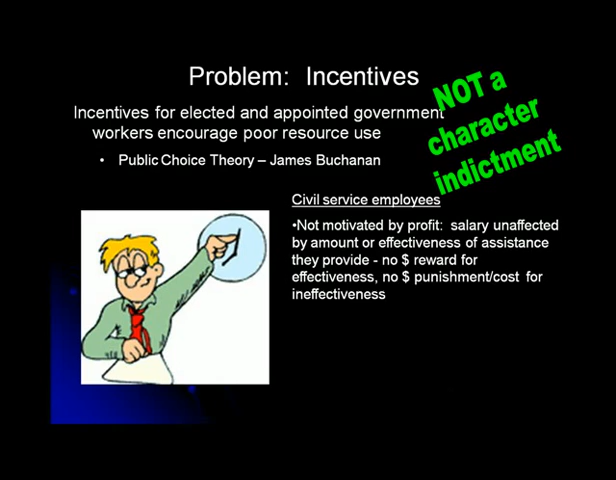 Problem: Incentives
NOT a
character
indictment
Incentives for elected and appointed government
workers encourage poor resource use
• Public Choice Theory – James Buchanan
Civil service employees
•Not motivated by profit: salary unaffected
by amount or effectiveness of assistance
they provide - no $ reward for
effectiveness, no $ punishment/cost for
ineffectiveness